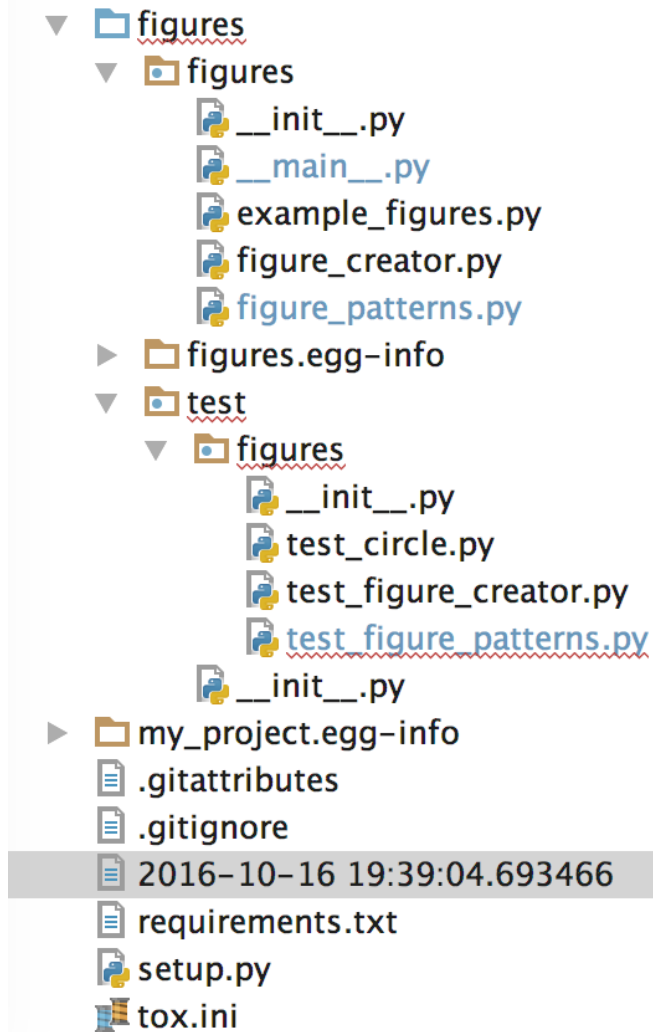 figures
figures
__init__.py
__main__.py
example_figures.py
figure_creator.py
figure_patterns.py
figures.egg-info
test
figures
__init__.py
test_circle.py
test_figure_creator.py
test_figure_patterns.py
__init__.py
my_project.egg-info
.gitattributes
.gitignore
2016-10-16 19:39:04.693466
requirements.txt
setup.py
tox.ini